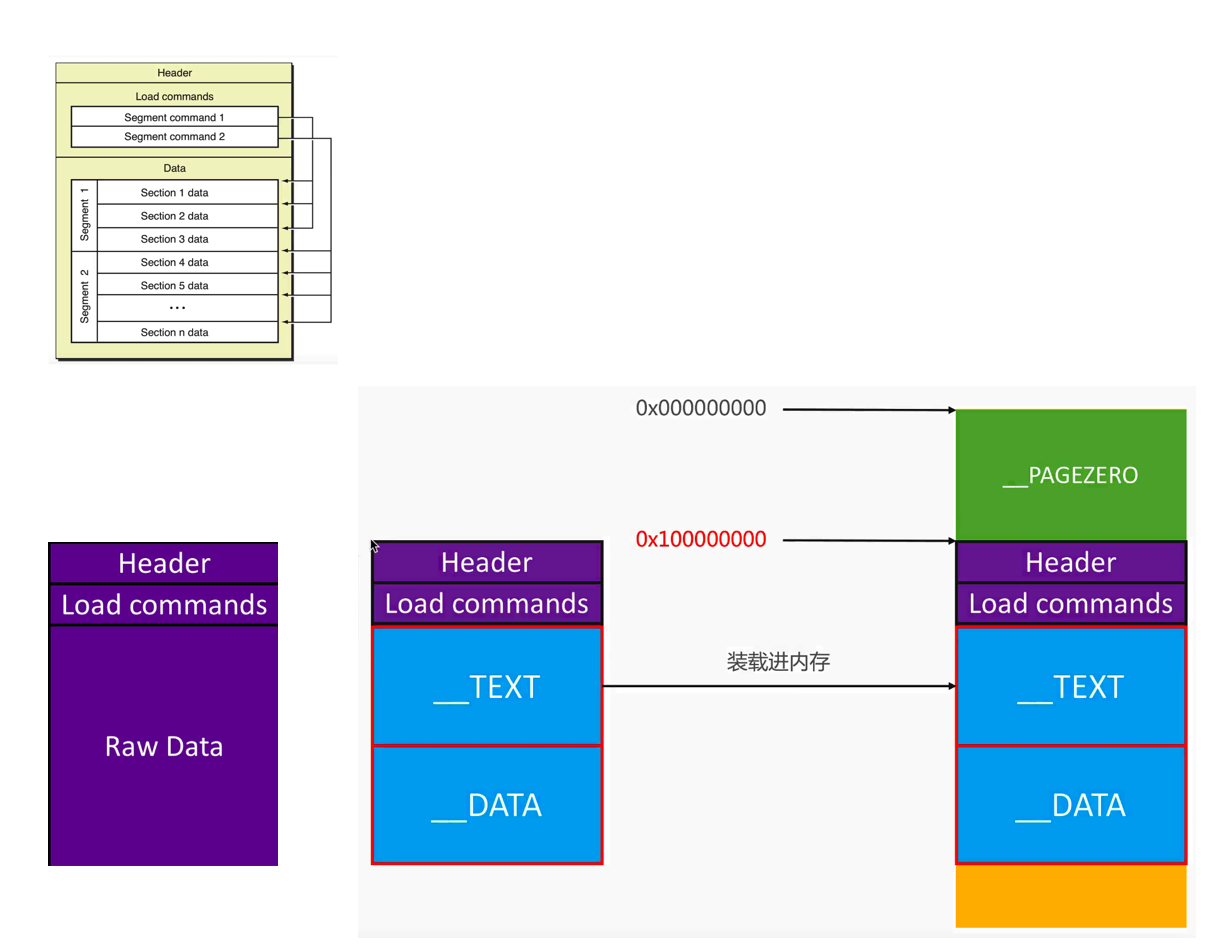 Header
Load commands
Segment command 1
Segment command 2
Data
Segment 1
Section 1 data
Section 2 data
Section 3 data
Segment 2
Section 4 data
Section 5 data
...
Section n data
Header
Load commands
Raw Data
Header
Load commands
__TEXT
__DATA
0x000000000
0x100000000
装载进内存
__PAGEZERO
Header
Load commands
__TEXT
__DATA